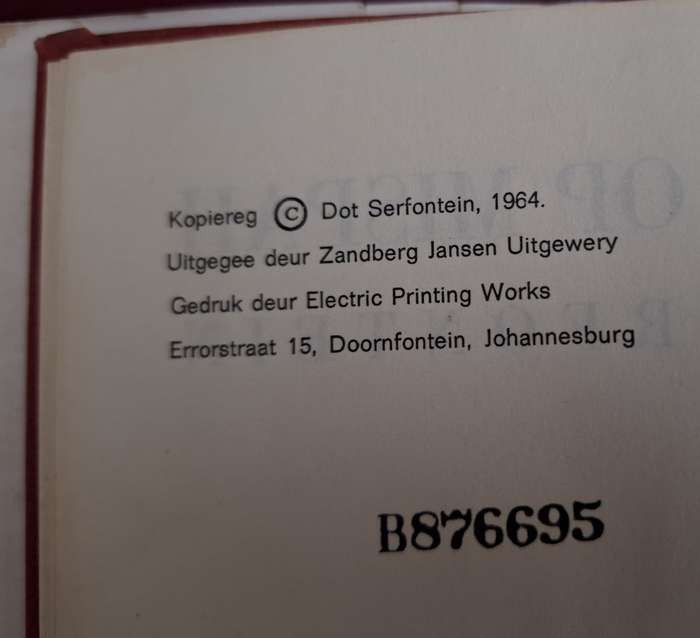 Kopiereg © Dot Serfontein, 1964.
Uitgegee deur Zandberg Jansen Uitgewery
Gedruk deur Electric Printing Works
Errorstraat 15, Doornfontein, Johannesburg
B876695